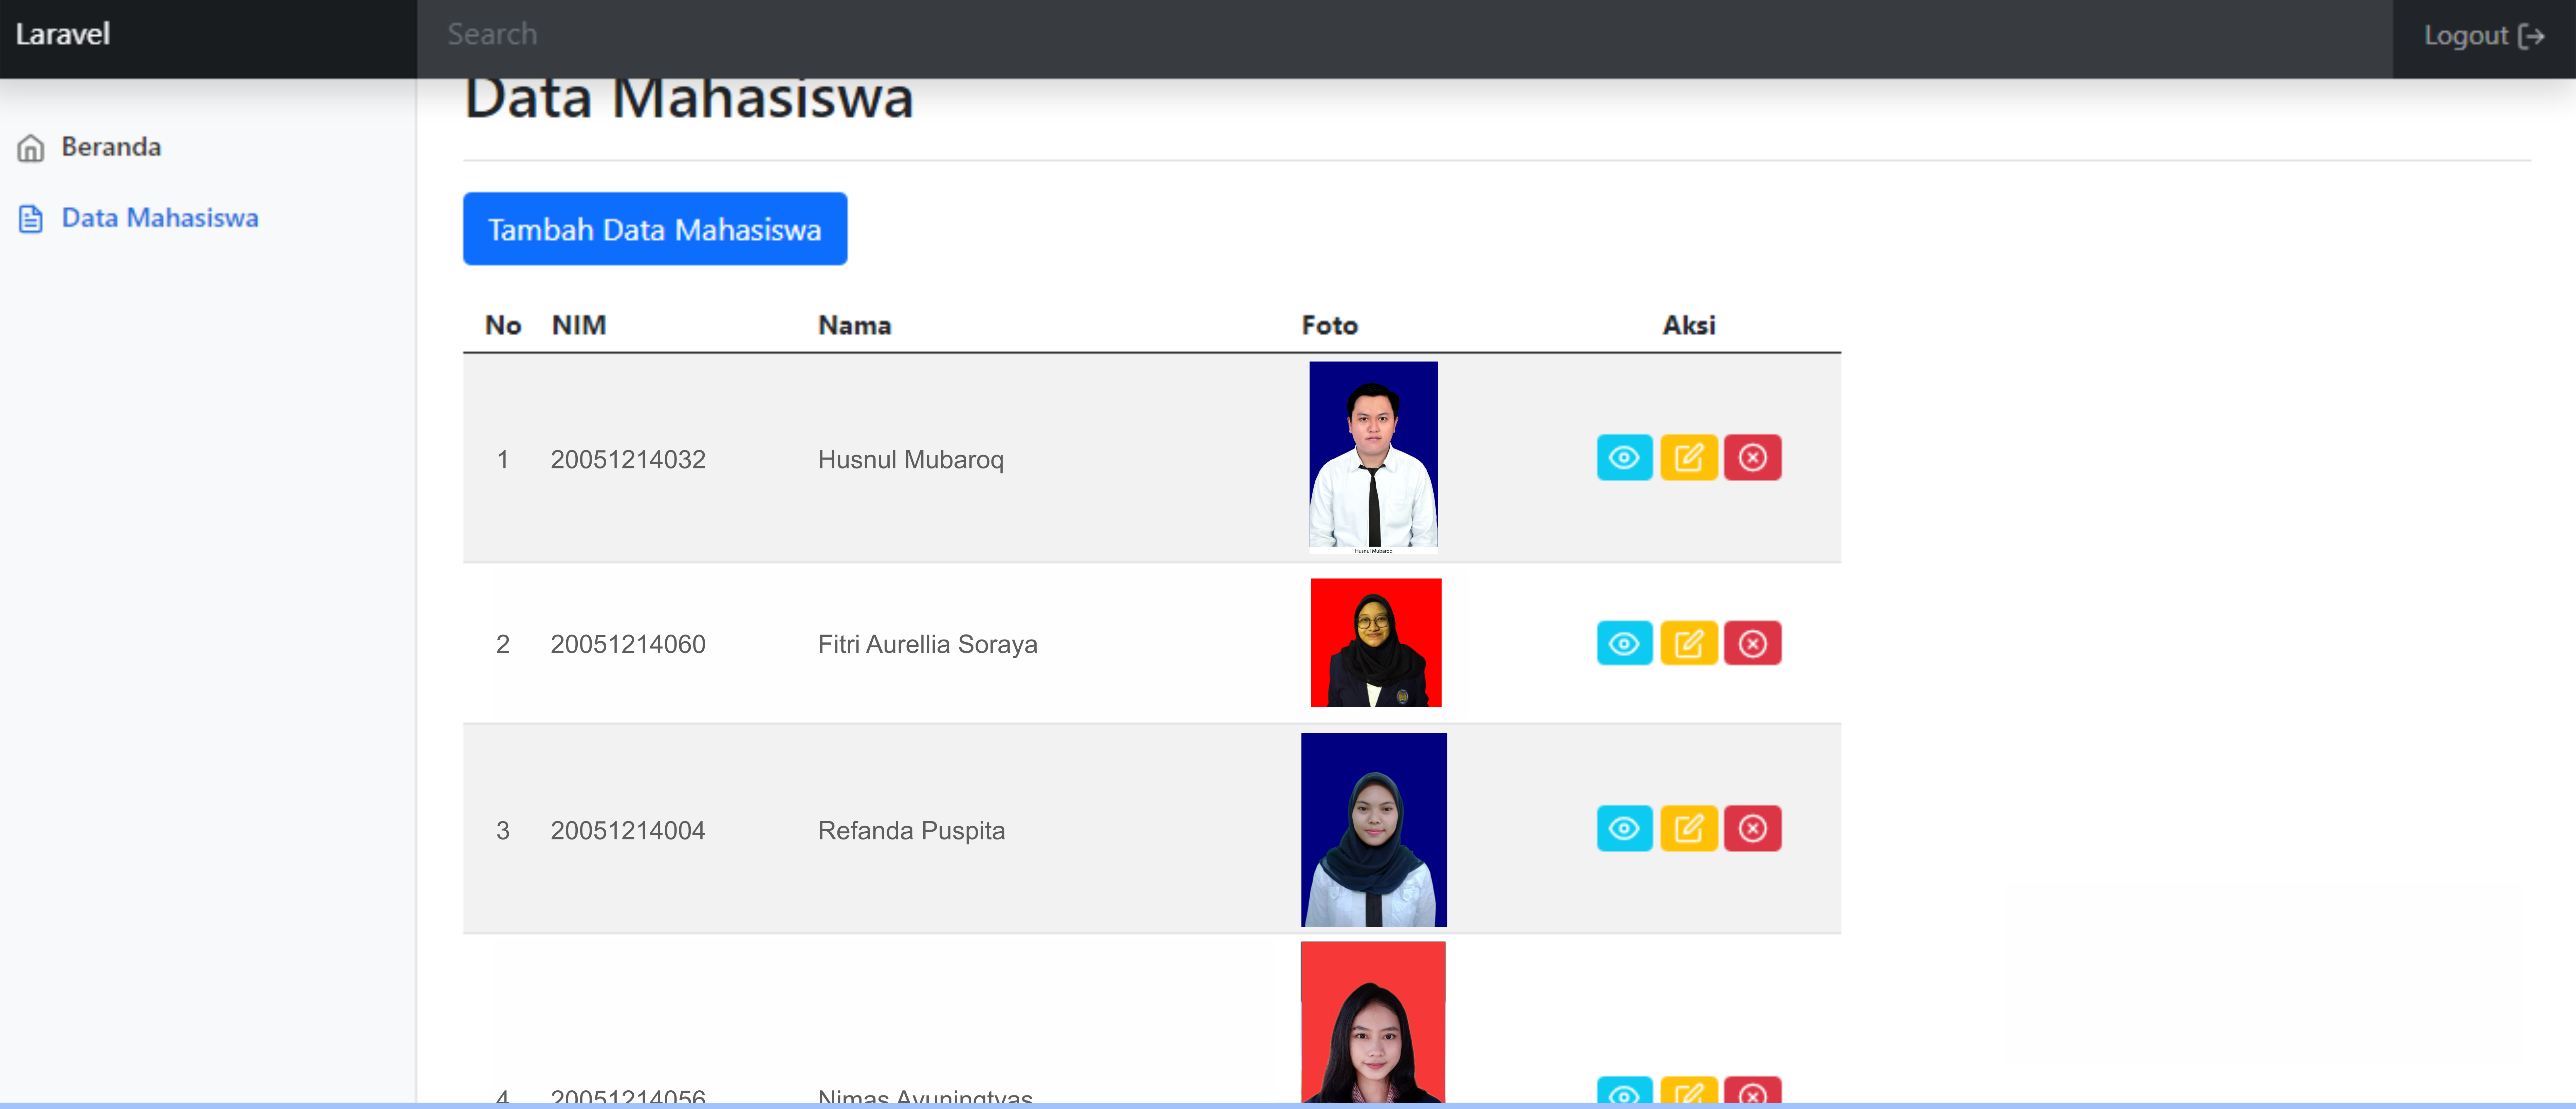 Laravel Search Logout
Data Mahasiswa
Beranda
Data Mahasiswa
Tambah Data Mahasiswa
No NIM Nama Foto Aksi
1 20051214032 Husnul Mubaroq
Husnul Mubaroq
2 20051214060 Fitri Aurellia Soraya
3 20051214004 Refanda Puspita
4 20051214056 Nimas Ayuningtyas